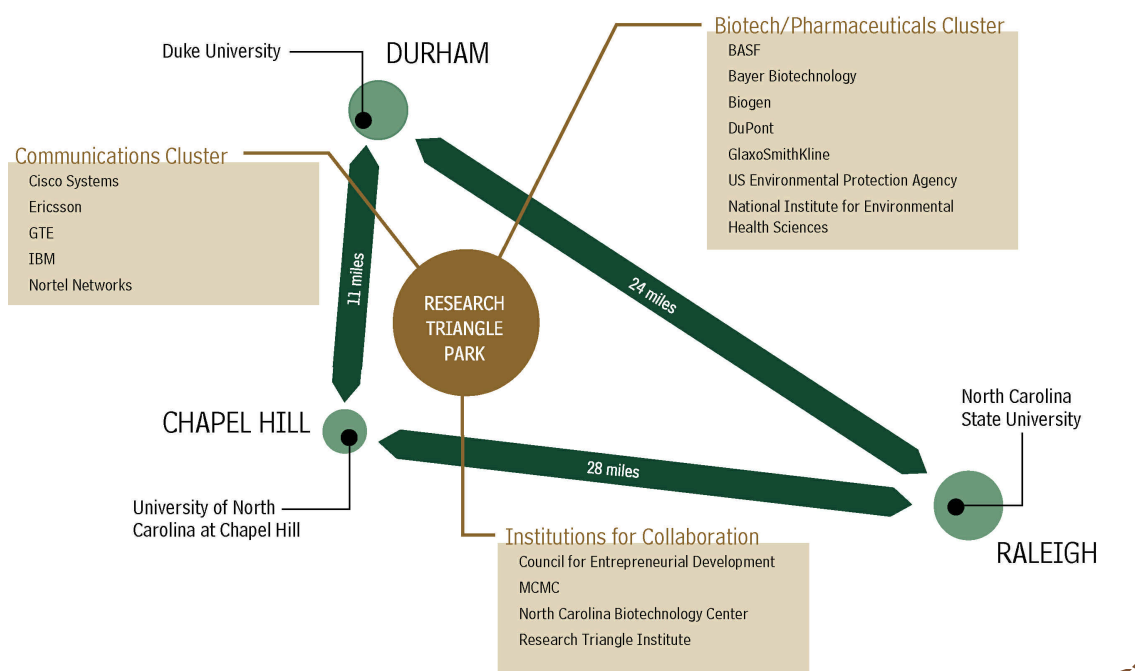 Biotech/Pharmaceuticals Cluster
BASF
Bayer Biotechnology
Biogen
DuPont
GlaxoSmithKline
US Environmental Protection Agency
National Institute for Environmental
Health Sciences
Duke University
DURHAM
Communications Cluster
Cisco Systems
Ericsson
GTE
IBM
Nortel Networks
11 miles
24 miles
RESEARCH
TRIANGLE
PARK
North Carolina
State University
CHAPEL HILL
28 miles
University of North
Carolina at Chapel Hill
RALEIGH
Institutions for Collaboration
Council for Entrepreneurial Development
MCMC
North Carolina Biotechnology Center
Research Triangle Institute